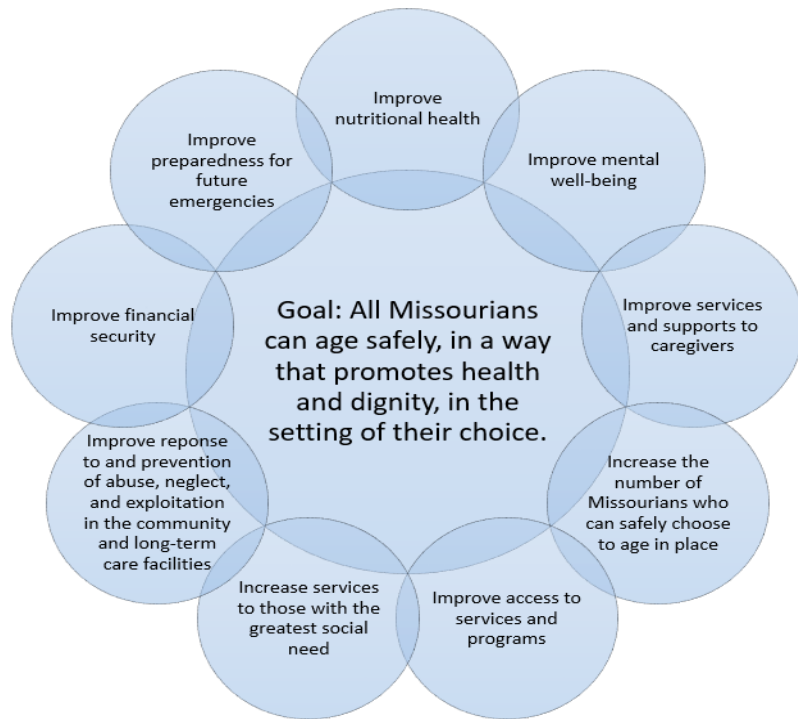 Improve
nutritional health
Improve mental
well-being
Improve services
and supports to
caregivers
Increase the
number of
Missourians who
can safely choose
to age in place
Improve access to
services and
programs
Increase services
to those with the
greatest social
need
Improve reponse
to and prevention
of abuse, neglect,
and exploitation
in the community
and long-term
care facilities
Improve financial
security
Improve
preparedness for
future
emergencies
Goal: All Missourians
can age safely, in a way
that promotes health
and dignity, in the
setting of their choice.